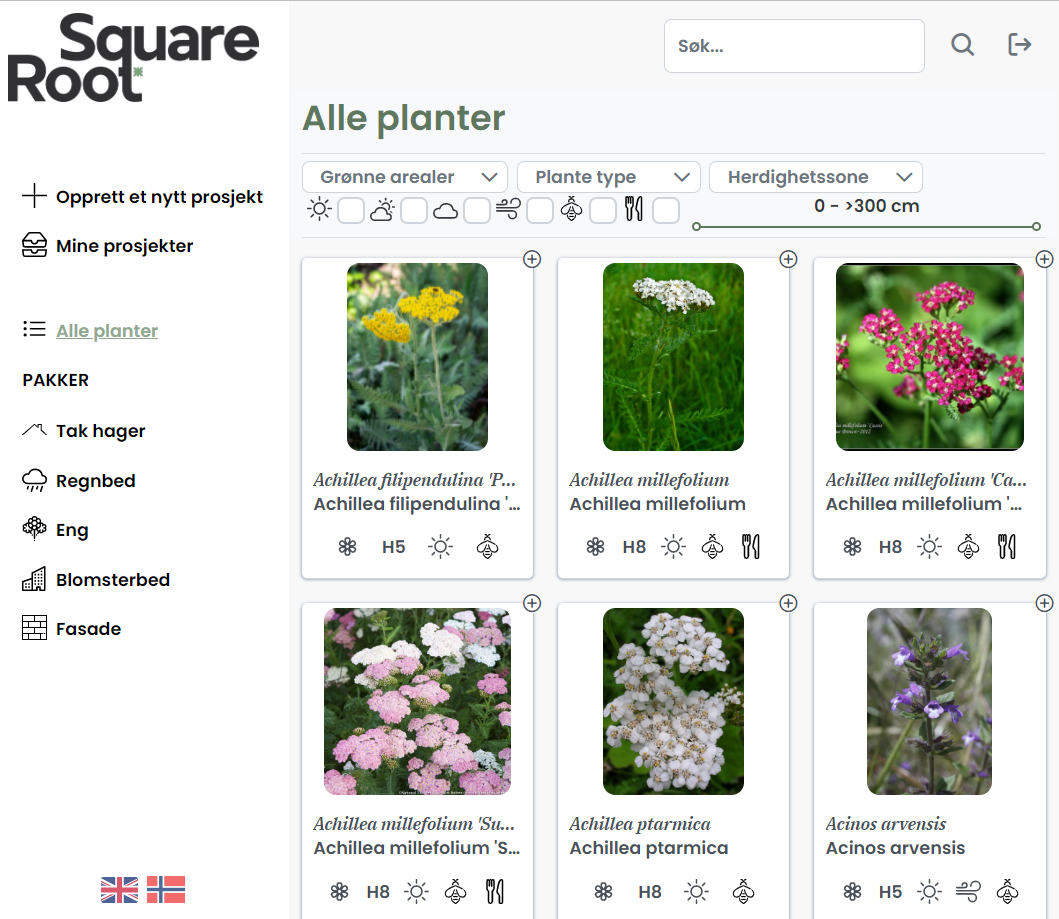 Square
Root*
Søk...
Alle planter
Opprett et nytt prosjekt
Mine prosjekter
Alle planter
PAKKER
Tak hager
Regnbed
Eng
Blomsterbed
Fasade
Grønne arealer
Plante type
Herdighetssone
0 - >300 cm
Achillea filipendulina 'P...
Achillea filipendulina '...
H5
Achillea millefolium
Achillea millefolium
H8
Achillea millefolium 'Ca...
Achillea millefolium '...
H8
Achillea millefolium 'Su...
Achillea millefolium 'S...
H8
Achillea ptarmica
Achillea ptarmica
H8
Acinos arvensis
Acinos arvensis
H5